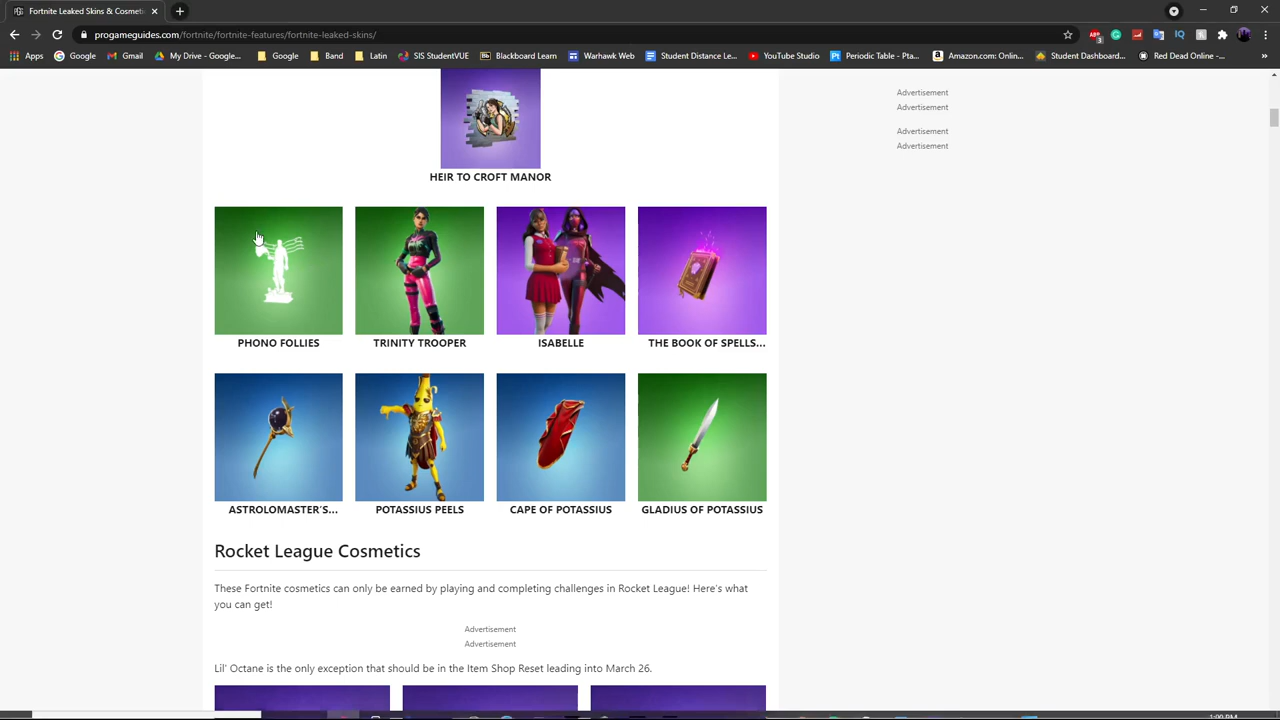 Fortnite Leaked Skins & Cosmeti
progameguides.com/fortnite/fortnite-features/fortnite-leaked-skins/
Apps Google Gmail My Drive - Google... Google Band Latin SIS StudentVUE Blackboard Learn Warhawk Web Student Distance Le... YouTube Studio Periodic Table - Pta... Amazon.com: Onlin... Student Dashboard... Red Dead Online -... »
Advertisement
Advertisement
Advertisement
Advertisement
HEIR TO CROFT MANOR
PHONO FOLLIES TRINITY TROOPER ISABELLE THE BOOK OF SPELLS...
ASTROLOMASTER'S... POTASSIUS PEELS CAPE OF POTASSIUS GLADIUS OF POTASSIUS
Rocket League Cosmetics
These Fortnite cosmetics can only be earned by playing and completing challenges in Rocket League! Here's what
you can get!
Advertisement
Advertisement
Lil' Octane is the only exception that should be in the Item Shop Reset leading into March 26.